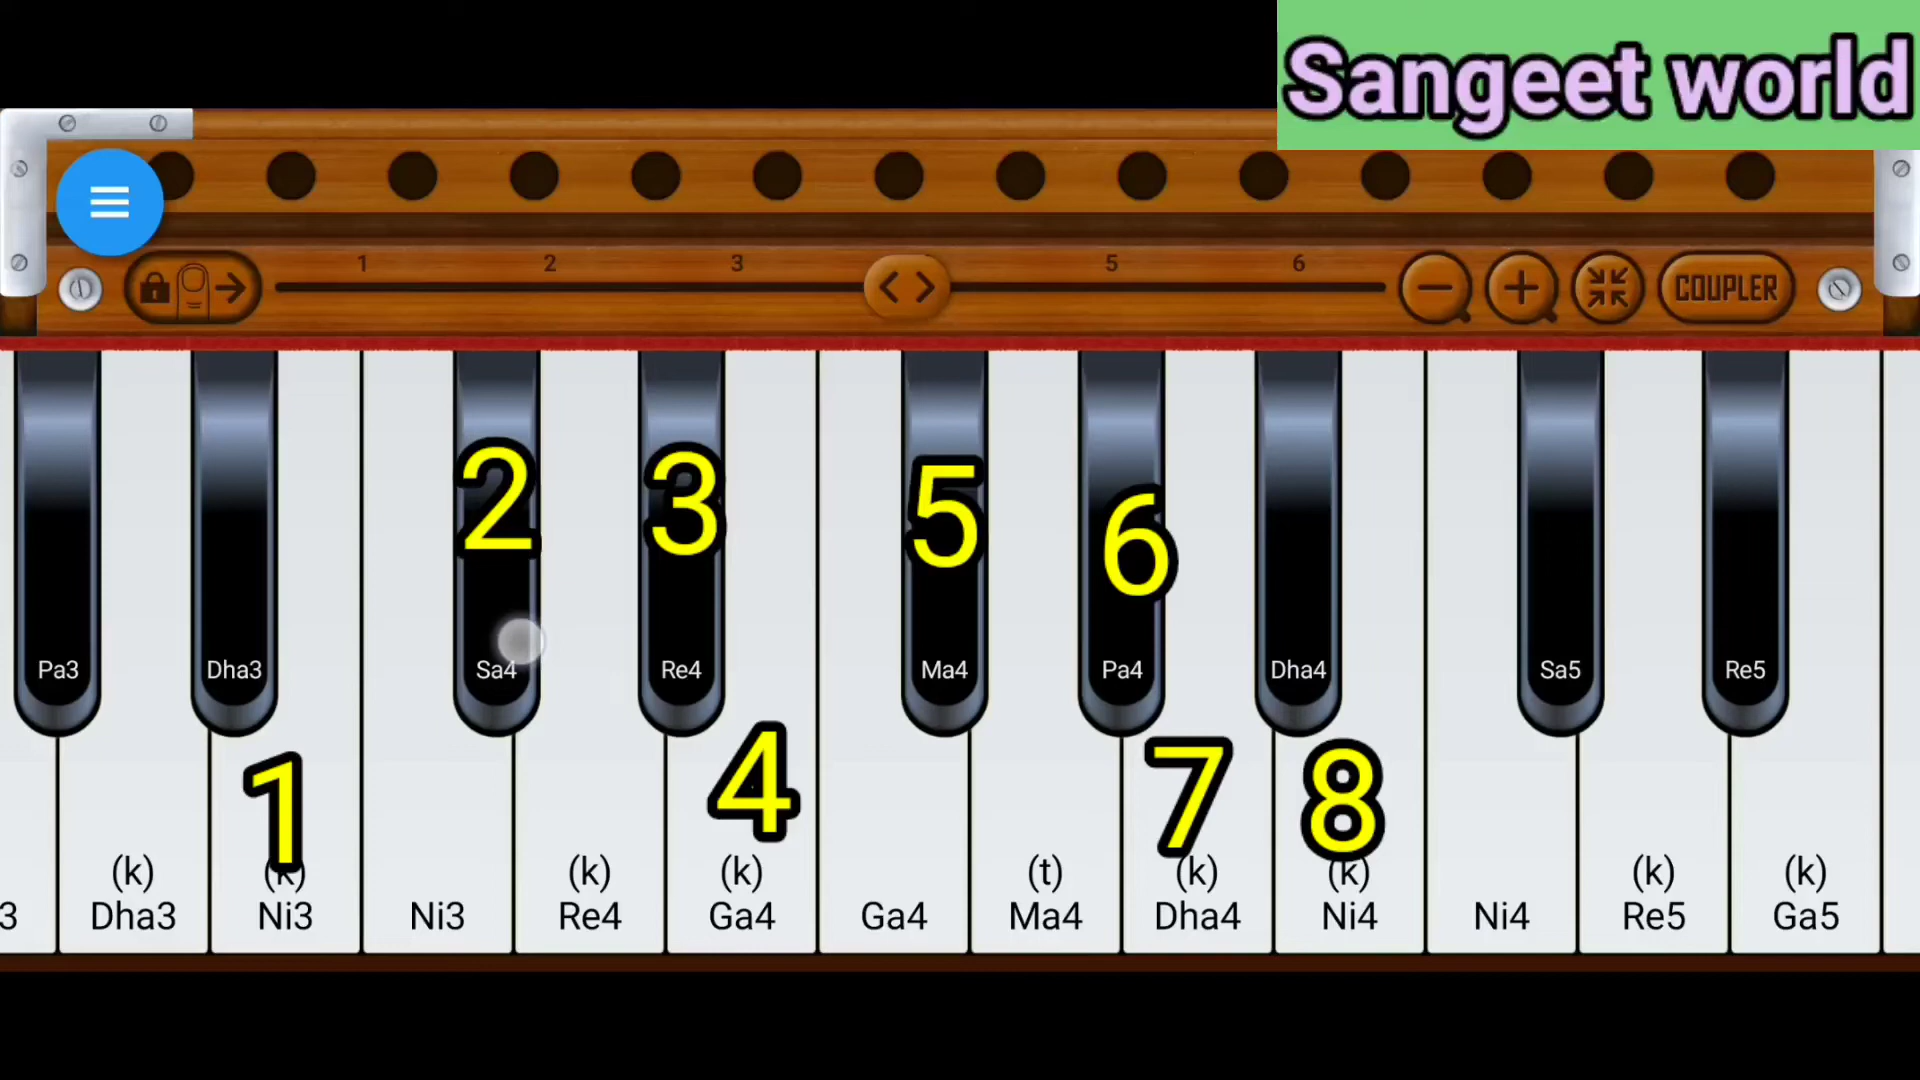 Sangeet world
1 2 3 5 6
COUPLER
2 3 5 6
Pa3 Dha3 Sa4 Re4 Ma4 Pa4 Dha4 Sa5 Re5
1 4 7 8
(k) (k) (k) (k) (t) (k) (k) (k) (k)
3 Dha3 Ni3 Ni3 Re4 Ga4 Ga4 Ma4 Dha4 Ni4 Ni4 Re5 Ga5